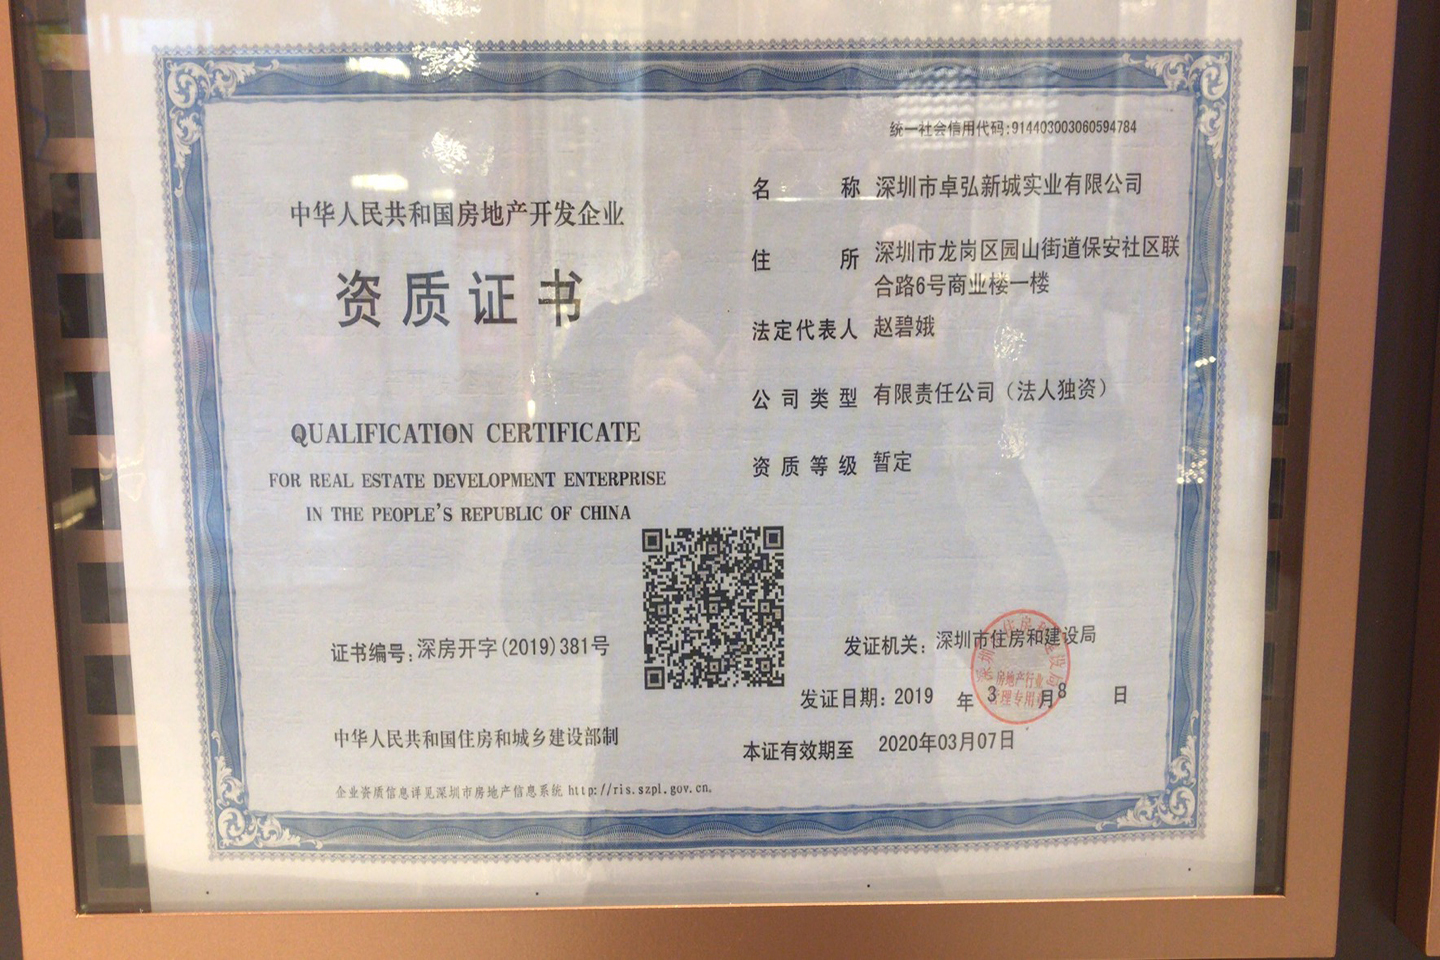 统一社会信用代码:914403003060594784
中华人民共和国房地产开发企业
资质证书
QUALIFICATION CERTIFICATE
FOR REAL ESTATE DEVELOPMENT ENTERPRISE
IN THE PEOPLE'S REPUBLIC OF CHINA
证书编号:深房开字(2019)381号
中华人民共和国住房和城乡建设部制
企业资质信息详见深圳市房地产信息系统 http://ris.szpl.gov.cn。
名称 深圳市卓弘新城实业有限公司
住所 深圳市龙岗区园山街道保安社区联
合路6号商业楼一楼
法定代表人 赵碧娥
公司类型 有限责任公司（法人独资）
资质等级 暂定
发证机关: 深圳市住房和建设局
发证日期: 2019 年 3 月 8 日
本证有效期至 2020年03月07日
房地产行业
管理专用章